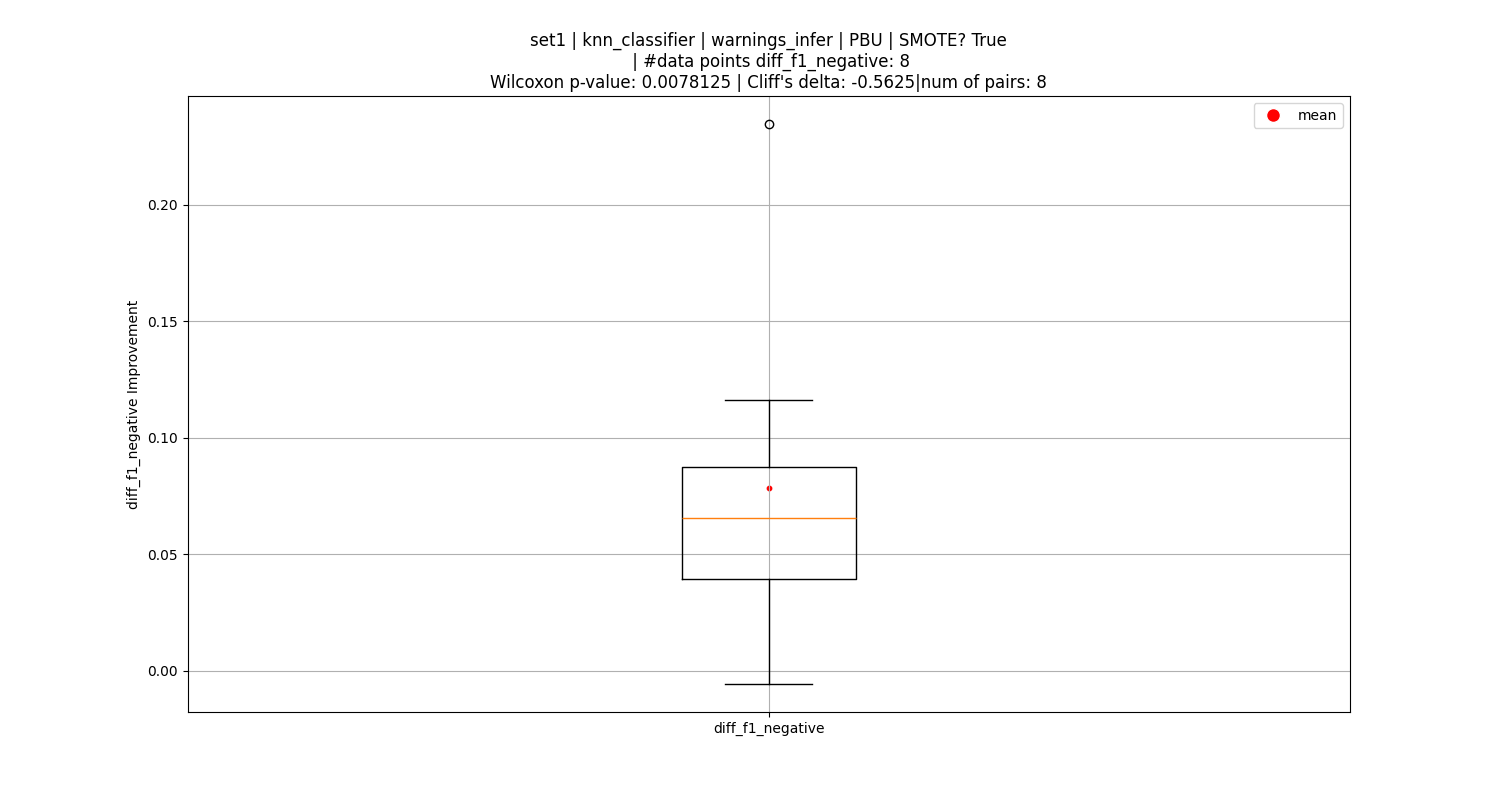 set1 | knn_classifier | warnings_infer | PBU | SMOTE? True
| #data points diff_f1_negative: 8
Wilcoxon p-value: 0.0078125 | Cliff's delta: -0.5625|num of pairs: 8
mean
0.20
0.15
0.10
0.05
0.00
diff_f1_negative Improvement
diff_f1_negative